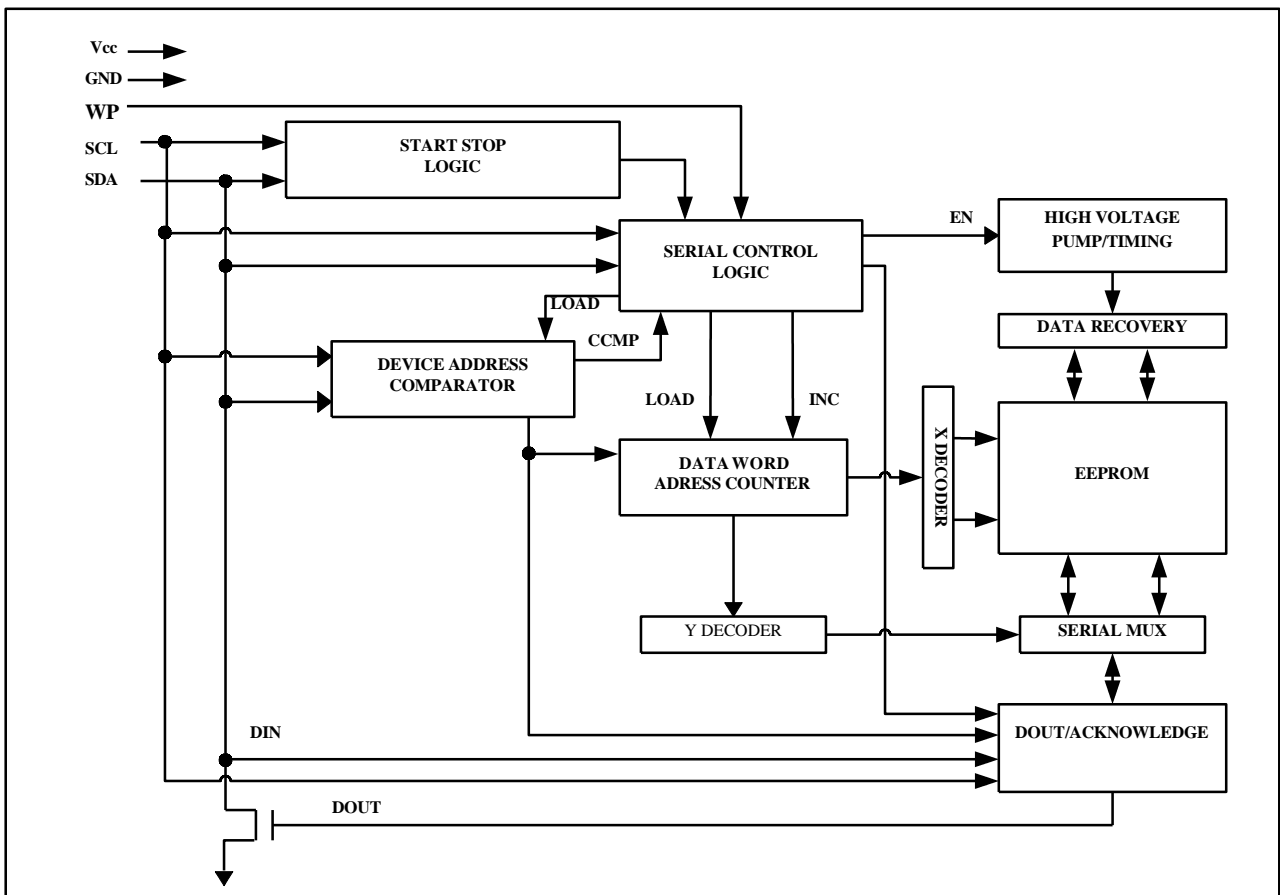 Vcc
GND
WP
SCL
SDA
START STOP
LOGIC
EN
HIGH VOLTAGE
PUMP/TIMING
SERIAL CONTROL
LOGIC
LOAD
CCMP
DATA RECOVERY
DEVICE ADDRESS
COMPARATOR
LOAD
INC
X DECODER
DATA WORD
ADRESS COUNTER
EEPROM
Y DECODER
SERIAL MUX
DIN
DOUT/ACKNOWLEDGE
DOUT